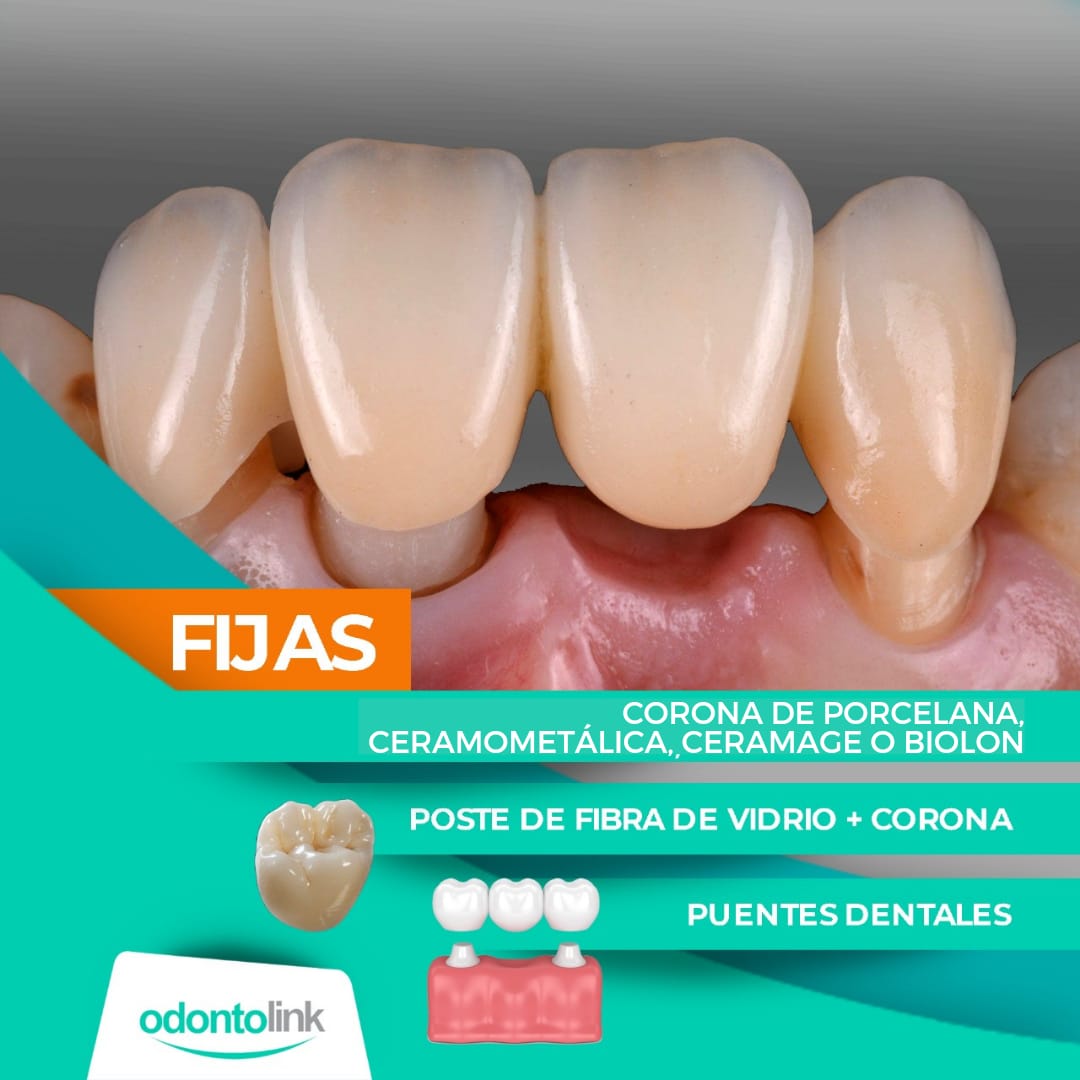 FIJAS
CORONA DE PORCELANA,
CERAMOMETÁLICA, CERAMAGE O BIOLON
POSTE DE FIBRA DE VIDRIO + CORONA
PUENTES DENTALES
odontolink